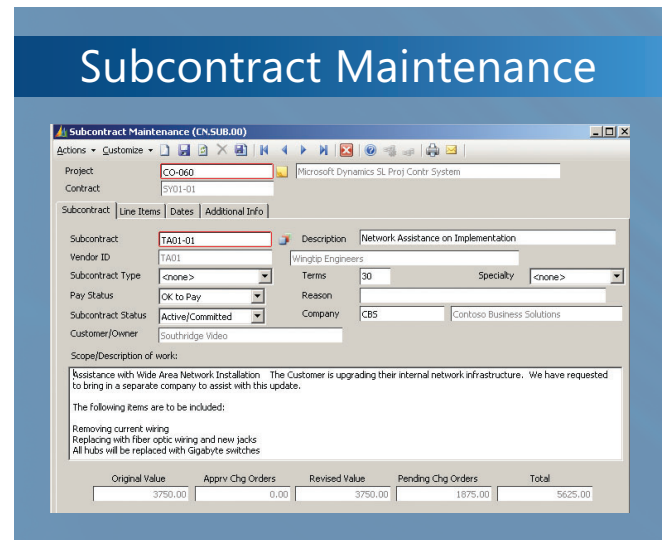 Subcontract Maintenance
Subcontract Maintenance (CN.SUB.00)
Actions Customize
Project CO-060 Microsoft Dynamics SL Proj Contr System
Contract SY01-01
Subcontract Line Items Dates Additional Info
Subcontract TA01-01 Description Network Assistance on Implementation
Vendor ID TA01 Wingtip Engineers
Subcontract Type <none> Terms 30 Specialty <none>
Pay Status OK to Pay Reason
Subcontract Status Active/Committed Company CBS Contoso Business Solutions
Customer/Owner Southridge Video
Scope/Description of work:
Assistance with Wide Area Network Installation The Customer is upgrading their internal network infrastructure. We have requested
to bring in a separate company to assist with this update.
The following items are to be included:
Removing current wiring
Replacing with fiber optic wiring and new jacks
All hubs will be replaced with Gigabyte switches
Original Value Apprv Chg Orders Revised Value Pending Chg Orders Total
3750.00 0.00 3750.00 1875.00 5625.00